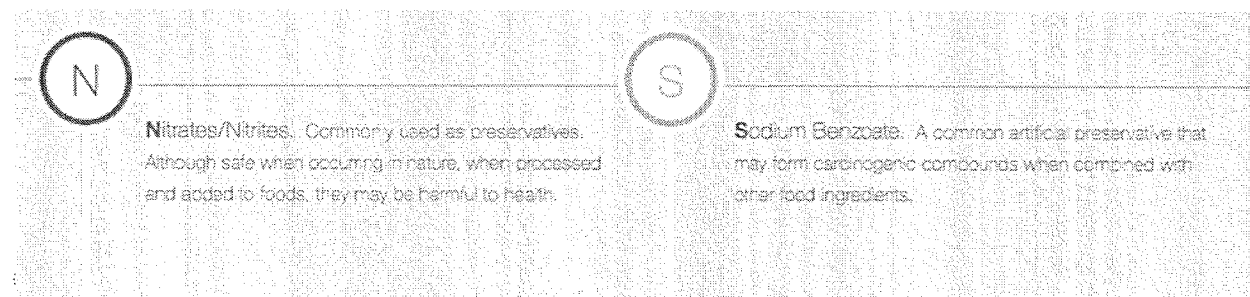 N
Nitrates/Nitrites. Commonly used as preservatives.
Although safe when occurring in nature, when processed
and added to foods, they may be harmful to health.
S
Sodium Benzoate. A common artificial preservative that
may form carcinogenic compounds when combined with
other food ingredients.